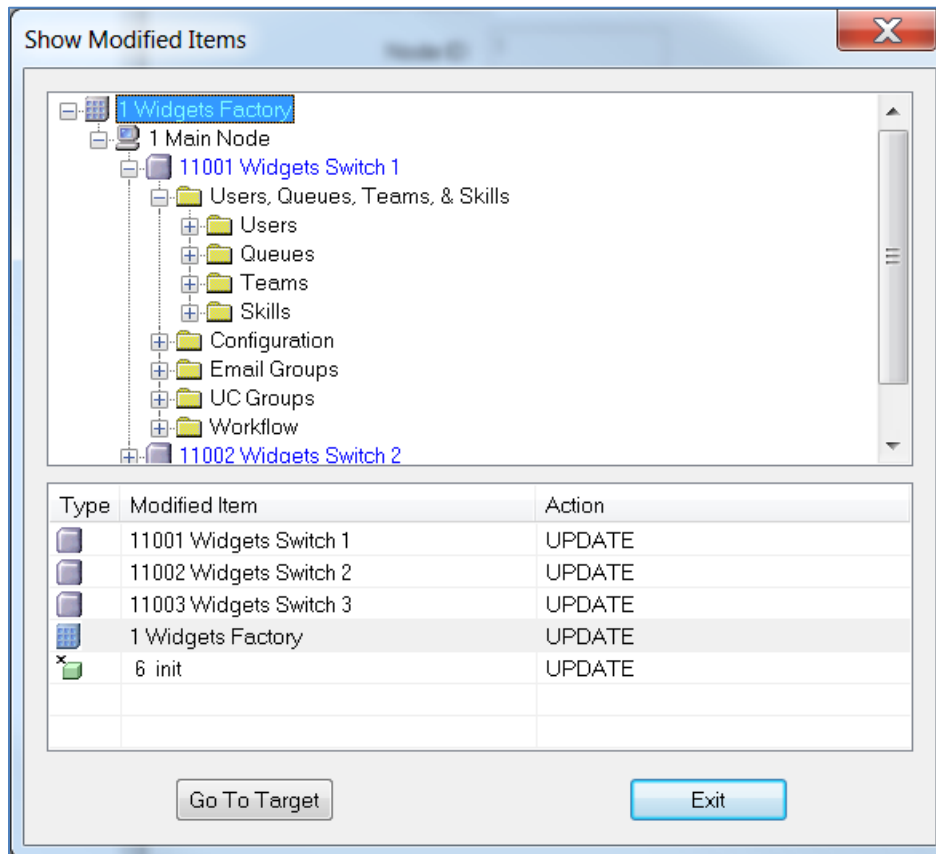 Show Modified Items
Node ID
1 Widgets Factory
1 Main Node
11001 Widgets Switch 1
Users, Queues, Teams, & Skills
Users
Queues
Teams
Skills
Configuration
Email Groups
UC Groups
Workflow
11002 Widgets Switch 2
Type Modified Item Action
11001 Widgets Switch 1 UPDATE
11002 Widgets Switch 2 UPDATE
11003 Widgets Switch 3 UPDATE
1 Widgets Factory UPDATE
6 init UPDATE
Go To Target Exit